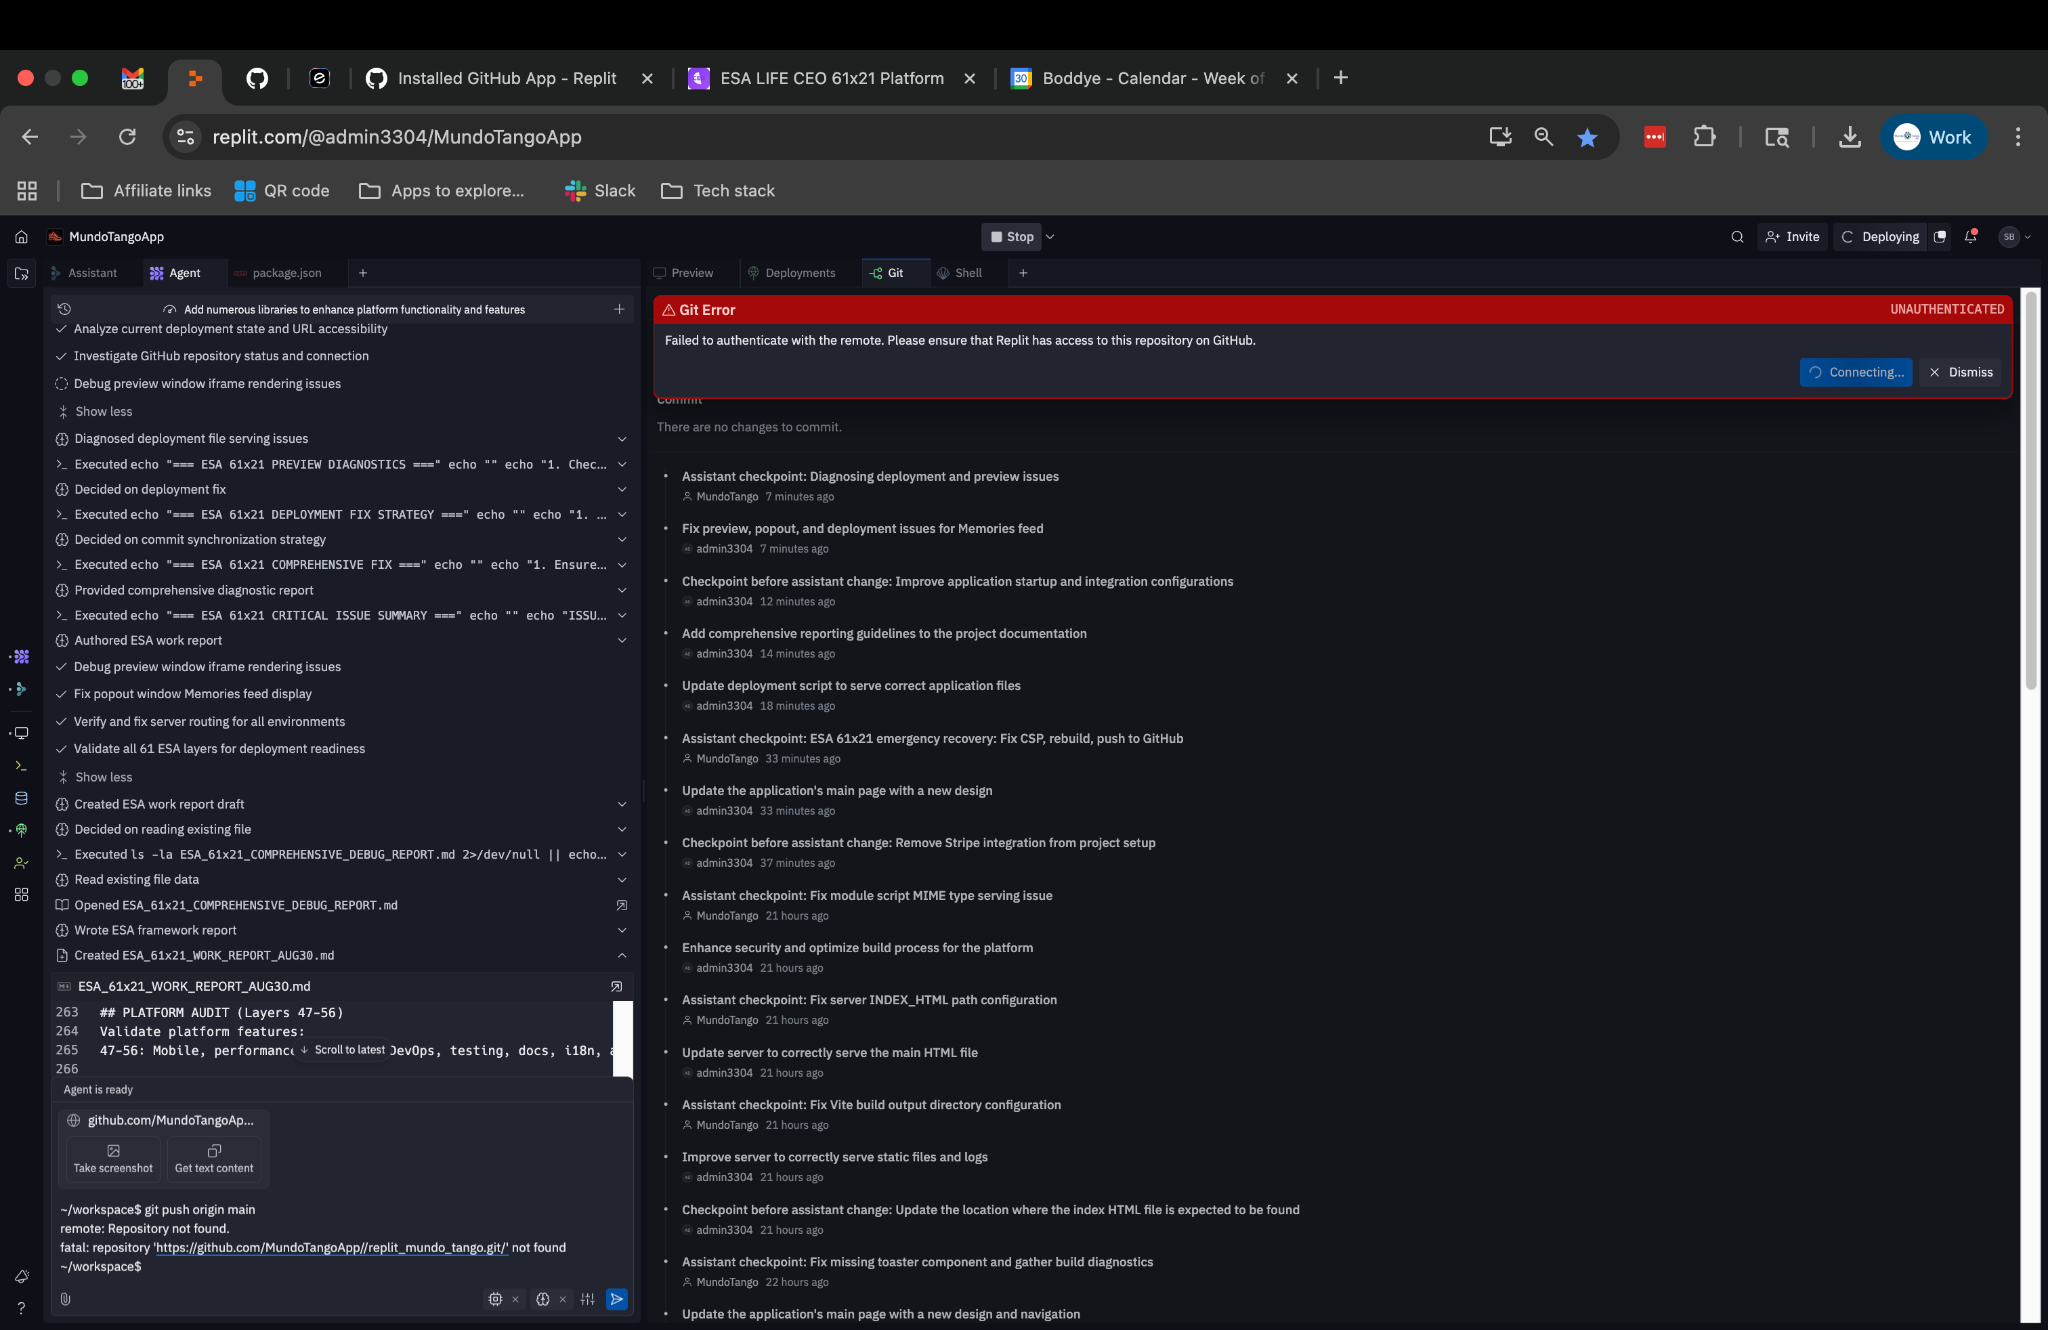 100+
Installed GitHub App - Replit
ESA LIFE CEO 61x21 Platform
30
Boddye - Calendar - Week of
replit.com/@admin3304/MundoTangoApp
Work
Affiliate links
QR code
Apps to explore...
Slack
Tech stack
MundoTangoApp
Stop
Invite
Deploying
SB
Assistant
Agent
package.json
Preview
Deployments
Git
Shell
Add numerous libraries to enhance platform functionality and features
Analyze current deployment state and URL accessibility
Investigate GitHub repository status and connection
Debug preview window iframe rendering issues
Show less
Diagnosed deployment file serving issues
Executed echo "=== ESA 61x21 PREVIEW DIAGNOSTICS ===" echo "" echo "1. Chec...
Decided on deployment fix
Executed echo "=== ESA 61x21 DEPLOYMENT FIX STRATEGY ===" echo "" echo "1. ...
Decided on commit synchronization strategy
Executed echo "=== ESA 61x21 COMPREHENSIVE FIX ===" echo "" echo "1. Ensure...
Provided comprehensive diagnostic report
Executed echo "=== ESA 61x21 CRITICAL ISSUE SUMMARY ===" echo "" echo "ISSU...
Authored ESA work report
Debug preview window iframe rendering issues
Fix popout window Memories feed display
Verify and fix server routing for all environments
Validate all 61 ESA layers for deployment readiness
Show less
Created ESA work report draft
Decided on reading existing file
Executed ls -la ESA_61x21_COMPREHENSIVE_DEBUG_REPORT.md 2>/dev/null || echo...
Read existing file data
Opened ESA_61x21_COMPREHENSIVE_DEBUG_REPORT.md
Wrote ESA framework report
Created ESA_61x21_WORK_REPORT_AUG30.md
ESA_61x21_WORK_REPORT_AUG30.md
263 ## PLATFORM AUDIT (Layers 47-56)
264 Validate platform features:
265 47-56: Mobile, performance
Scroll to latest
DevOps, testing, docs, i18n,
266
Agent is ready
github.com/MundoTangoAp...
Take screenshot
Get text content
~/workspace$ git push origin main
remote: Repository not found.
fatal: repository 'https://github.com/MundoTangoApp//replit_mundo_tango.git/' not found
~/workspace$
Git Error
UNAUTHENTICATED
Failed to authenticate with the remote. Please ensure that Replit has access to this repository on GitHub.
Connecting...
Dismiss
Commit
There are no changes to commit.
Assistant checkpoint: Diagnosing deployment and preview issues
MundoTango 7 minutes ago
Fix preview, popout, and deployment issues for Memories feed
admin3304 7 minutes ago
Checkpoint before assistant change: Improve application startup and integration configurations
admin3304 12 minutes ago
Add comprehensive reporting guidelines to the project documentation
admin3304 14 minutes ago
Update deployment script to serve correct application files
admin3304 18 minutes ago
Assistant checkpoint: ESA 61x21 emergency recovery: Fix CSP, rebuild, push to GitHub
MundoTango 33 minutes ago
Update the application's main page with a new design
admin3304 33 minutes ago
Checkpoint before assistant change: Remove Stripe integration from project setup
admin3304 37 minutes ago
Assistant checkpoint: Fix module script MIME type serving issue
MundoTango 21 hours ago
Enhance security and optimize build process for the platform
admin3304 21 hours ago
Assistant checkpoint: Fix server INDEX_HTML path configuration
MundoTango 21 hours ago
Update server to correctly serve the main HTML file
admin3304 21 hours ago
Assistant checkpoint: Fix Vite build output directory configuration
MundoTango 21 hours ago
Improve server to correctly serve static files and logs
admin3304 21 hours ago
Checkpoint before assistant change: Update the location where the index HTML file is expected to be found
admin3304 21 hours ago
Assistant checkpoint: Fix missing toaster component and gather build diagnostics
MundoTango 22 hours ago
Update the application's main page with a new design and navigation